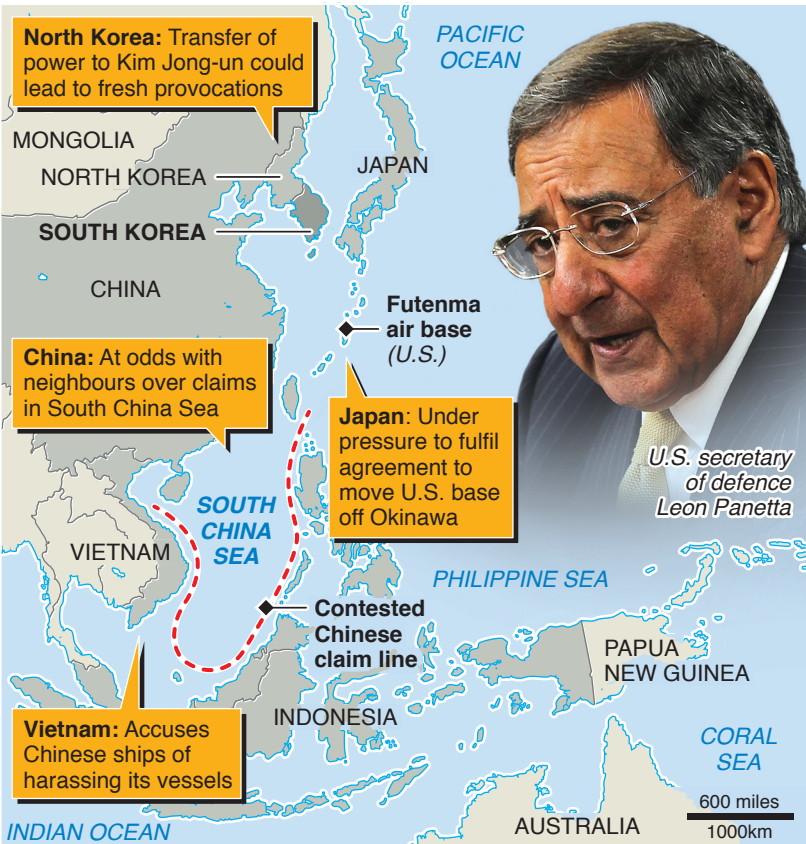 North Korea: Transfer of
power to Kim Jong-un could
lead to fresh provocations
PACIFIC
OCEAN
MONGOLIA
NORTH KOREA
JAPAN
SOUTH KOREA
CHINA
Futenma
air base
(U.S.)
China: At odds with
neighbours over claims
in South China Sea
Japan: Under
pressure to fulfil
agreement to
move U.S. base
off Okinawa
U.S. secretary
of defence
Leon Panetta
SOUTH
CHINA
SEA
VIETNAM
PHILIPPINE SEA
Contested
Chinese
claim line
PAPUA
NEW GUINEA
INDONESIA
Vietnam: Accuses
Chinese ships of
harassing its vessels
CORAL
SEA
600 miles
1000km
INDIAN OCEAN
AUSTRALIA